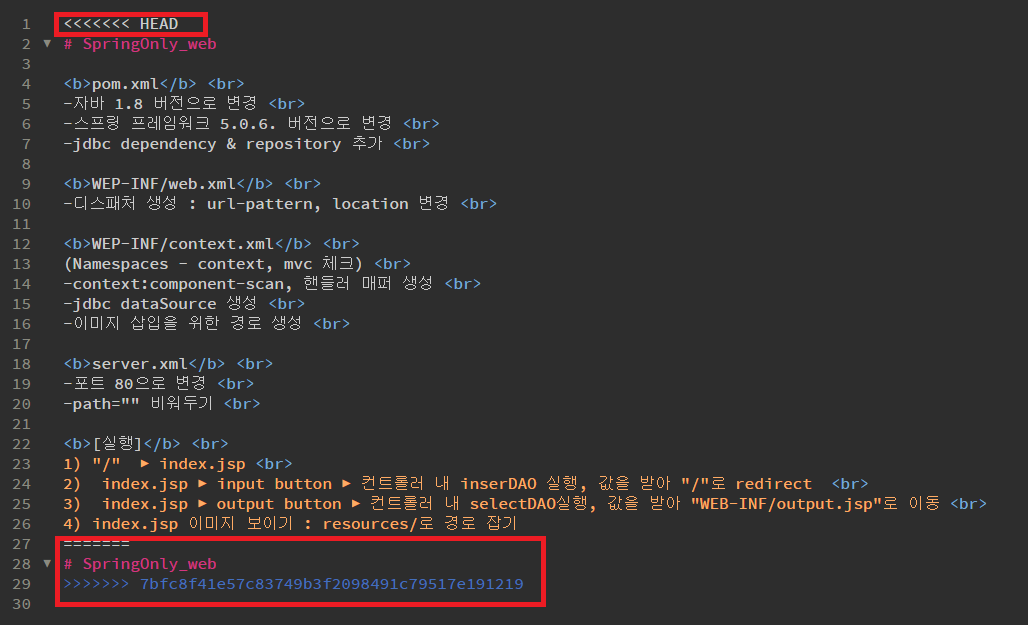 1 <<<<<<< HEAD
2 ▼ # SpringOnly_web
3
4 <b>pom.xml</b> <br>
5 -자바 1.8 버전으로 변경 <br>
6 -스프링 프레임워크 5.0.6. 버전으로 변경 <br>
7 -jdbc dependency & repository 추가 <br>
8
9 <b>WEP-INF/web.xml</b> <br>
10 -디스패처 생성 : url-pattern, location 변경 <br>
11
12 <b>WEP-INF/context.xml</b> <br>
13 (Namespaces - context, mvc 체크) <br>
14 -context:component-scan, 핸들러 매퍼 생성 <br>
15 -jdbc dataSource 생성 <br>
16 -이미지 삽입을 위한 경로 생성 <br>
17
18 <b>server.xml</b> <br>
19 -포트 80으로 변경 <br>
20 -path="" 비워두기 <br>
21
22 <b>[실행]</b> <br>
23 1) "/" ▶ index.jsp <br>
24 2) index.jsp ▶ input button ▶ 컨트롤러 내 inserDAO 실행, 값을 받아 "/"로 redirect <br>
25 3) index.jsp ▶ output button ▶ 컨트롤러 내 selectDAO실행, 값을 받아 "WEB-INF/output.jsp"로 이동 <br>
26 4) index.jsp 이미지 보이기 : resources/로 경로 잡기
27 =======
28 ▼ # SpringOnly_web
29 >>>>>>> 7bfc8f41e57c83749b3f2098491c79517e191219
30